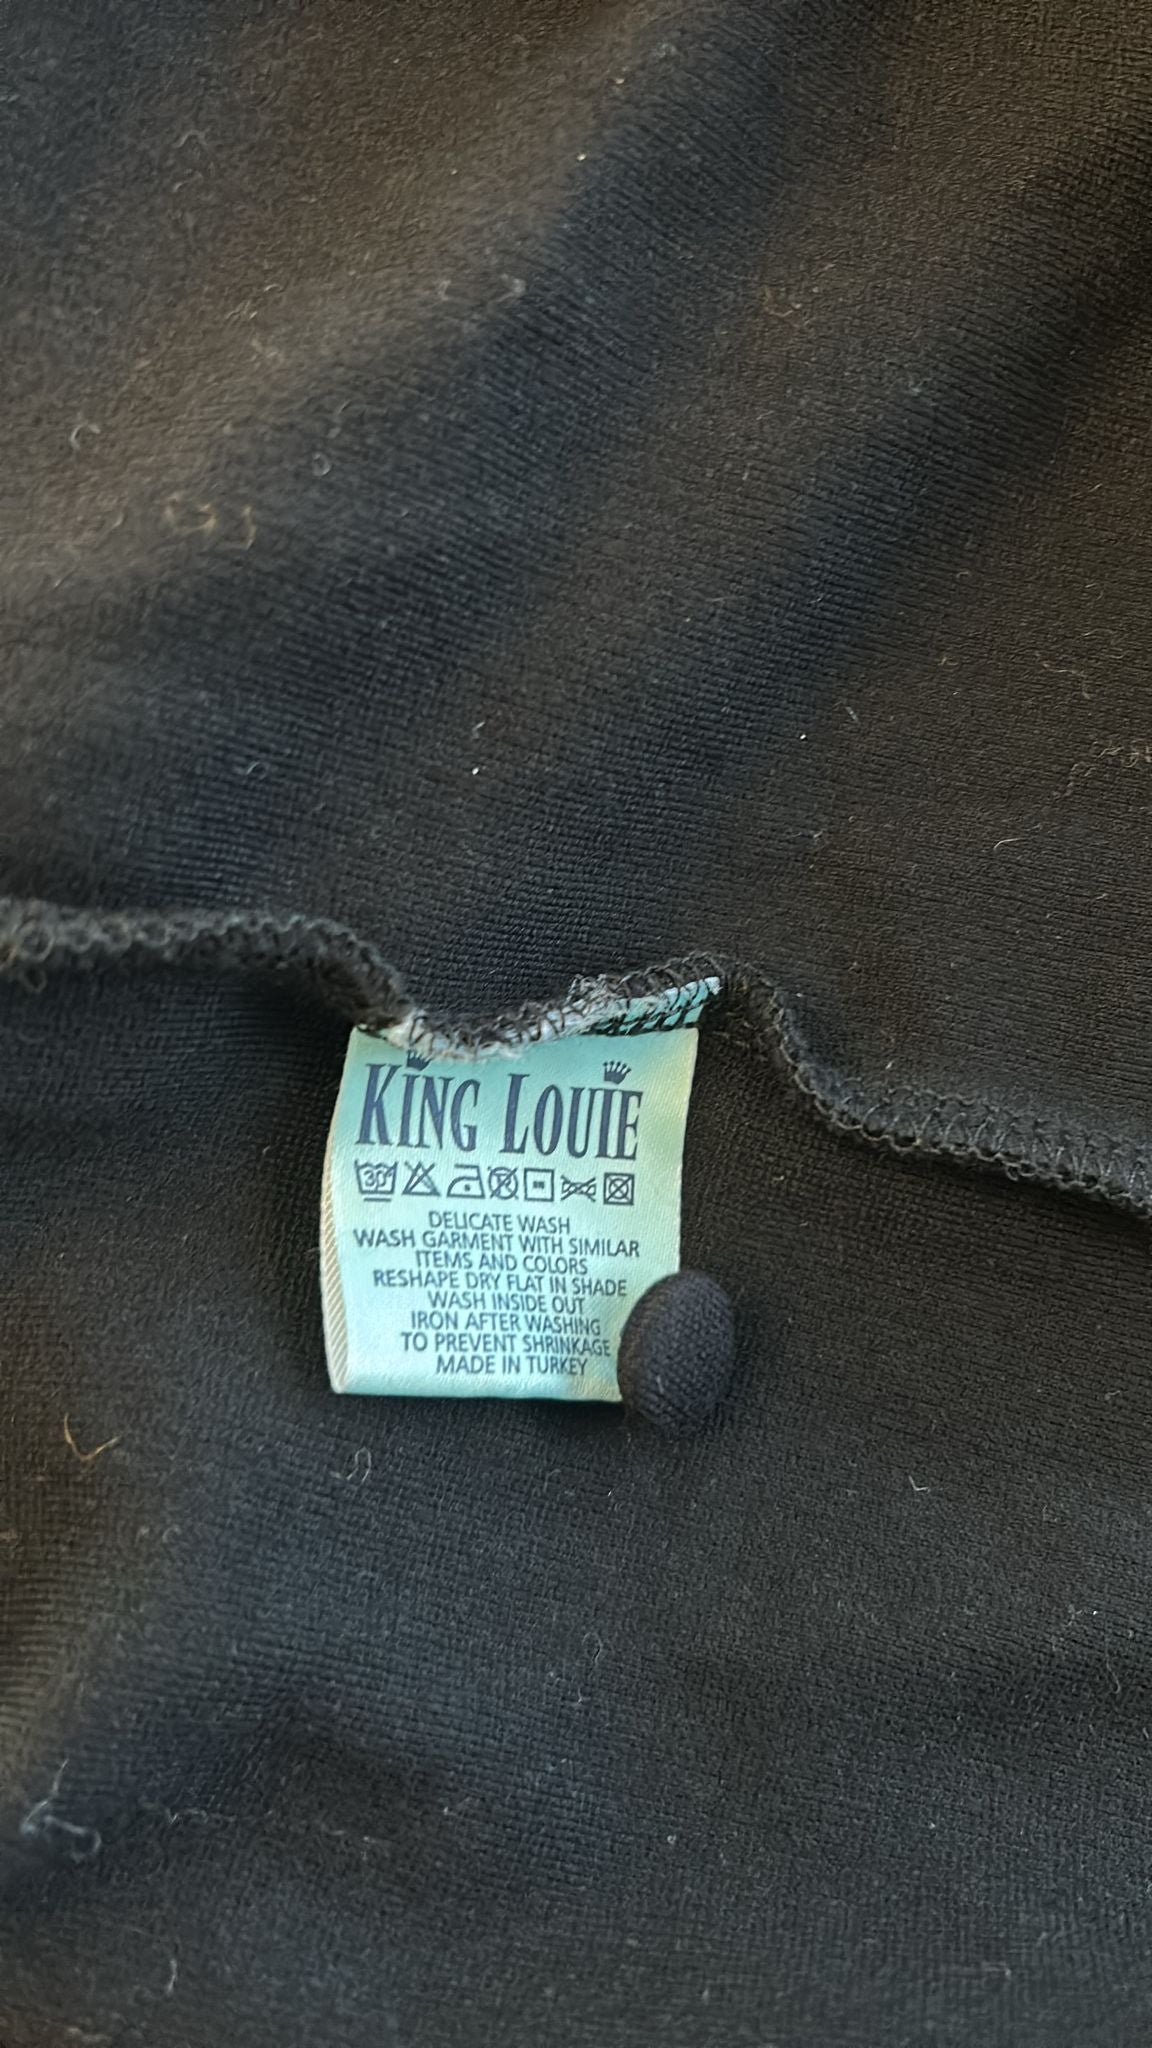 KING LOUIE
30°
DELICATE WASH
WASH GARMENT WITH SIMILAR
ITEMS AND COLORS
RESHAPE DRY FLAT IN SHADE
WASH INSIDE OUT
IRON AFTER WASHING
TO PREVENT SHRINKAGE
MADE IN TURKEY